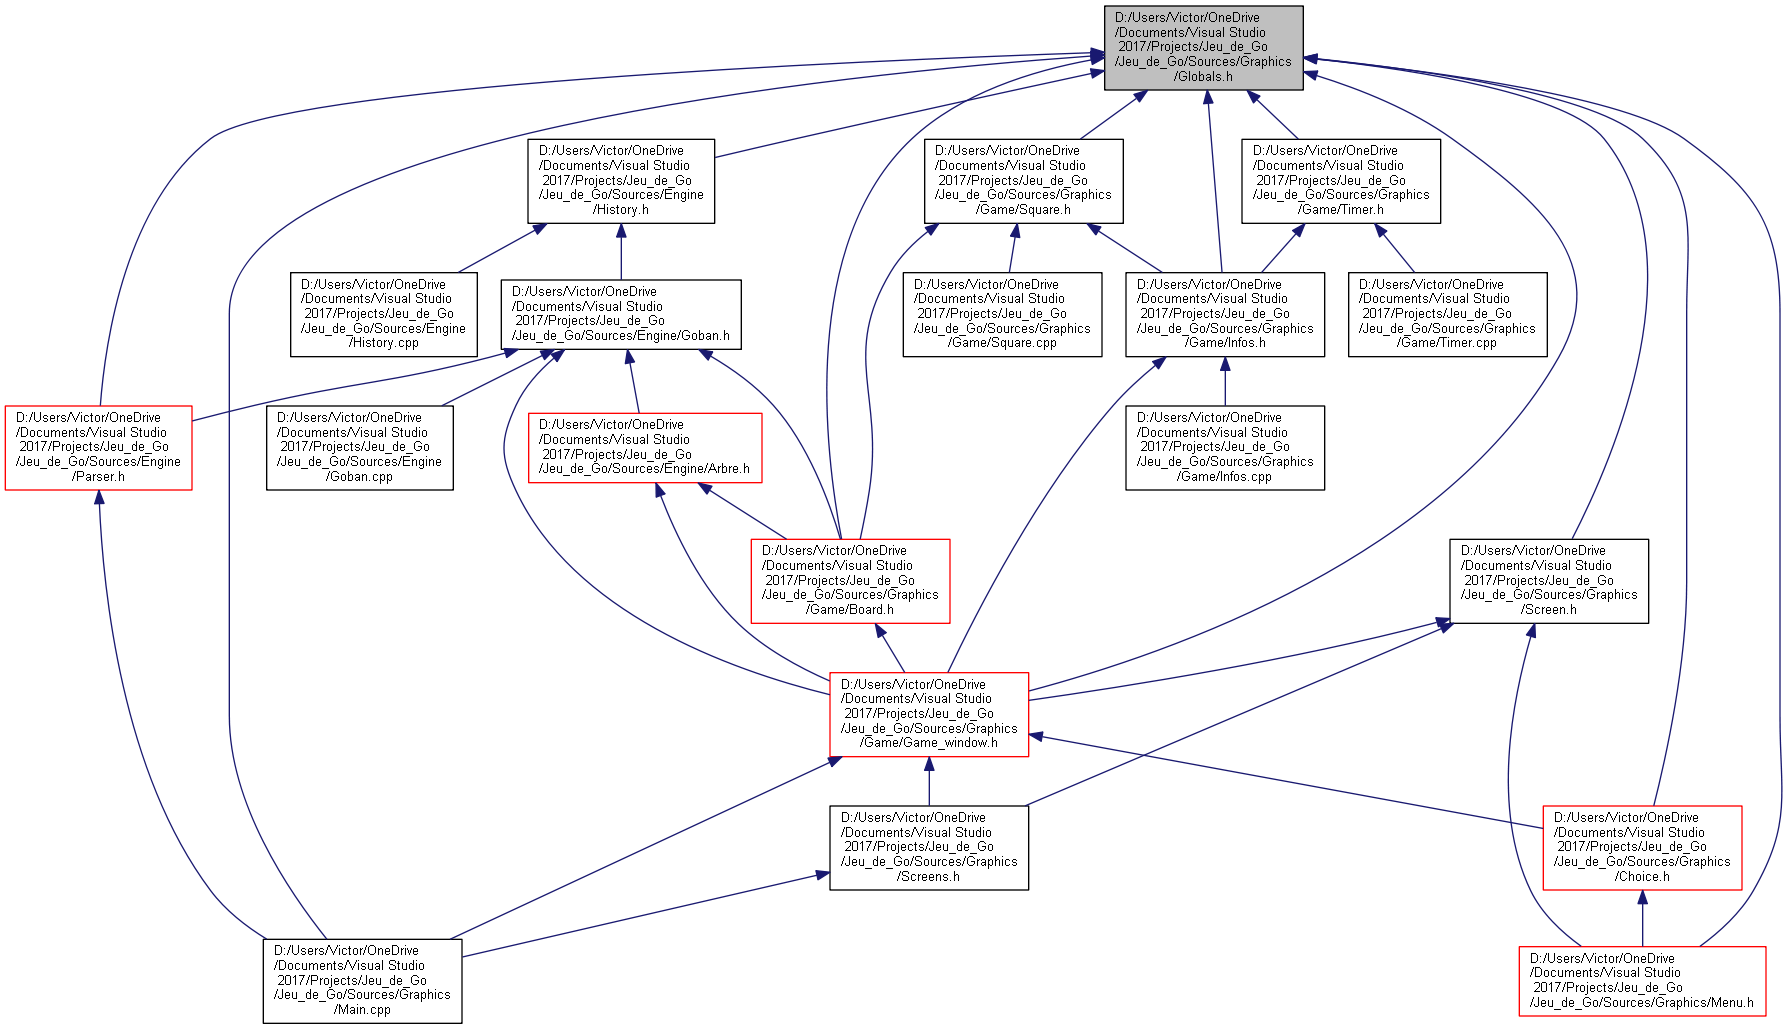 D:/Users/Victor/OneDrive
/Documents/Visual Studio
2017/Projects/Jeu_de_Go
/Jeu_de_Go/Sources/Graphics
/Globals.h
D:/Users/Victor/OneDrive
/Documents/Visual Studio
2017/Projects/Jeu_de_Go
/Jeu_de_Go/Sources/Engine
/History.h
D:/Users/Victor/OneDrive
/Documents/Visual Studio
2017/Projects/Jeu_de_Go
/Jeu_de_Go/Sources/Graphics
/Game/Square.h
D:/Users/Victor/OneDrive
/Documents/Visual Studio
2017/Projects/Jeu_de_Go
/Jeu_de_Go/Sources/Graphics
/Game/Timer.h
D:/Users/Victor/OneDrive
/Documents/Visual Studio
2017/Projects/Jeu_de_Go
/Jeu_de_Go/Sources/Engine
/History.cpp
D:/Users/Victor/OneDrive
/Documents/Visual Studio
2017/Projects/Jeu_de_Go
/Jeu_de_Go/Sources/Engine/Goban.h
D:/Users/Victor/OneDrive
/Documents/Visual Studio
2017/Projects/Jeu_de_Go
/Jeu_de_Go/Sources/Graphics
/Game/Square.cpp
D:/Users/Victor/OneDrive
/Documents/Visual Studio
2017/Projects/Jeu_de_Go
/Jeu_de_Go/Sources/Graphics
/Game/Infos.h
D:/Users/Victor/OneDrive
/Documents/Visual Studio
2017/Projects/Jeu_de_Go
/Jeu_de_Go/Sources/Graphics
/Game/Timer.cpp
D:/Users/Victor/OneDrive
/Documents/Visual Studio
2017/Projects/Jeu_de_Go
/Jeu_de_Go/Sources/Engine
/Parser.h
D:/Users/Victor/OneDrive
/Documents/Visual Studio
2017/Projects/Jeu_de_Go
/Jeu_de_Go/Sources/Engine
/Goban.cpp
D:/Users/Victor/OneDrive
/Documents/Visual Studio
2017/Projects/Jeu_de_Go
/Jeu_de_Go/Sources/Engine/Arbre.h
D:/Users/Victor/OneDrive
/Documents/Visual Studio
2017/Projects/Jeu_de_Go
/Jeu_de_Go/Sources/Graphics
/Game/Infos.cpp
D:/Users/Victor/OneDrive
/Documents/Visual Studio
2017/Projects/Jeu_de_Go
/Jeu_de_Go/Sources/Graphics
/Game/Board.h
D:/Users/Victor/OneDrive
/Documents/Visual Studio
2017/Projects/Jeu_de_Go
/Jeu_de_Go/Sources/Graphics
/Screen.h
D:/Users/Victor/OneDrive
/Documents/Visual Studio
2017/Projects/Jeu_de_Go
/Jeu_de_Go/Sources/Graphics
/Game/Game_window.h
D:/Users/Victor/OneDrive
/Documents/Visual Studio
2017/Projects/Jeu_de_Go
/Jeu_de_Go/Sources/Graphics
/Screens.h
D:/Users/Victor/OneDrive
/Documents/Visual Studio
2017/Projects/Jeu_de_Go
/Jeu_de_Go/Sources/Graphics
/Choice.h
D:/Users/Victor/OneDrive
/Documents/Visual Studio
2017/Projects/Jeu_de_Go
/Jeu_de_Go/Sources/Graphics
/Main.cpp
D:/Users/Victor/OneDrive
/Documents/Visual Studio
2017/Projects/Jeu_de_Go
/Jeu_de_Go/Sources/Graphics/Menu.h